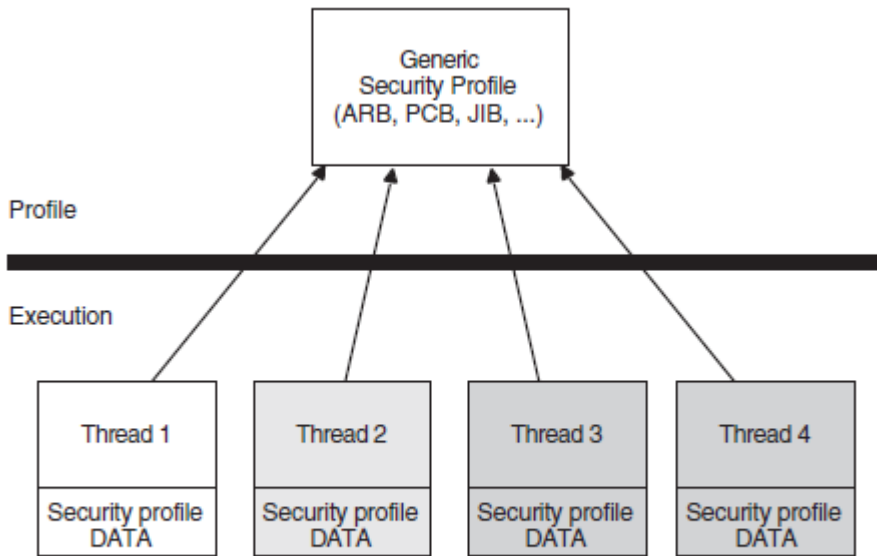 Generic
Security Profile
(ARB, PCB, JIB, ...)
Profile
Execution
Thread 1
Thread 2
Thread 3
Thread 4
Security profile
DATA
Security profile
DATA
Security profile
DATA
Security profile
DATA